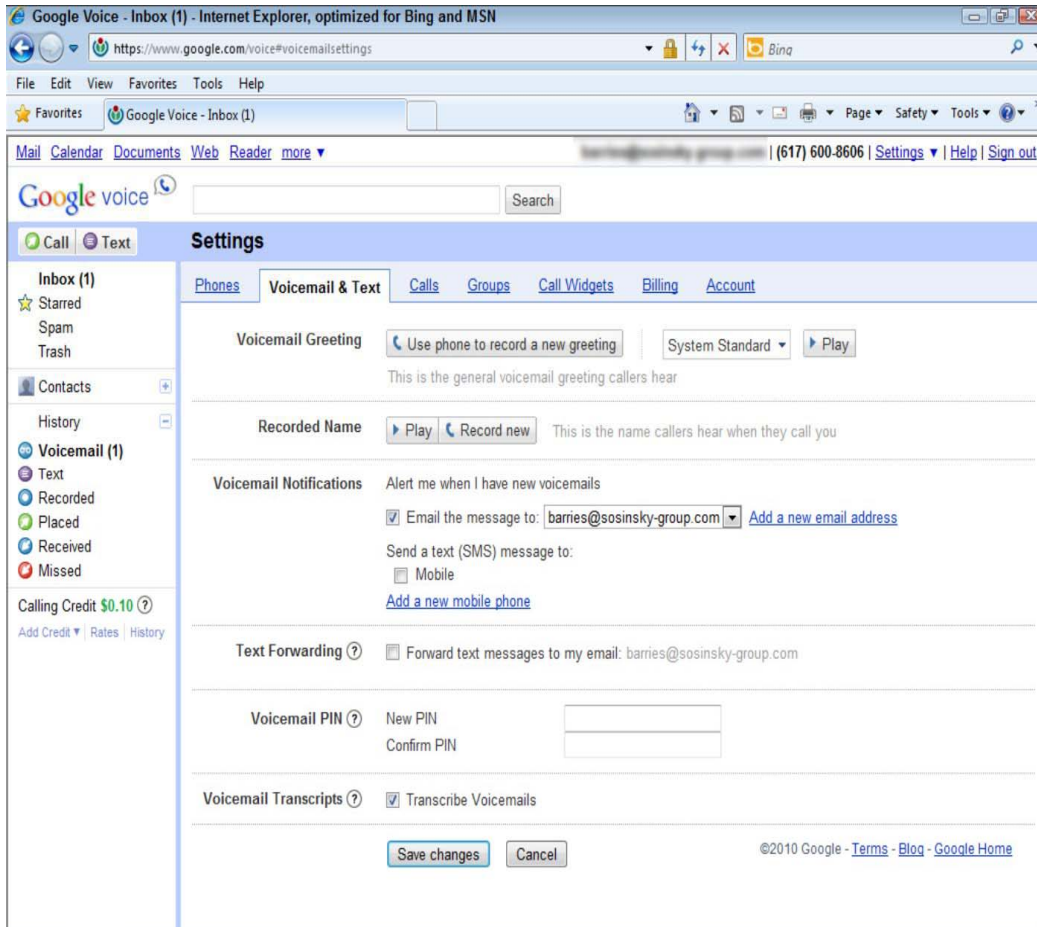 Google Voice - Inbox (1) - Internet Explorer, optimized for Bing and MSN
https://www.google.com/voice#voicemailsettings
Bing
File Edit View Favorites Tools Help
Favorites Google Voice - Inbox (1) Page Safety Tools
Mail Calendar Documents Web Reader more | (617) 600-8606 | Settings | Help | Sign out
Google voice Search
Call Text Settings
Inbox (1)
Starred
Spam
Trash
Contacts
History
Voicemail (1)
Text
Recorded
Placed
Received
Missed
Calling Credit $0.10 ?
Add Credit | Rates | History
Phones Voicemail & Text Calls Groups Call Widgets Billing Account
Voicemail Greeting Use phone to record a new greeting System Standard Play
This is the general voicemail greeting callers hear
Recorded Name Play Record new This is the name callers hear when they call you
Voicemail Notifications Alert me when I have new voicemails
Email the message to: barries@sosinsky-group.com Add a new email address
Send a text (SMS) message to:
Mobile
Add a new mobile phone
Text Forwarding ? Forward text messages to my email: barries@sosinsky-group.com
Voicemail PIN ? New PIN
Confirm PIN
Voicemail Transcripts ? Transcribe Voicemails
Save changes Cancel ©2010 Google - Terms - Blog - Google Home